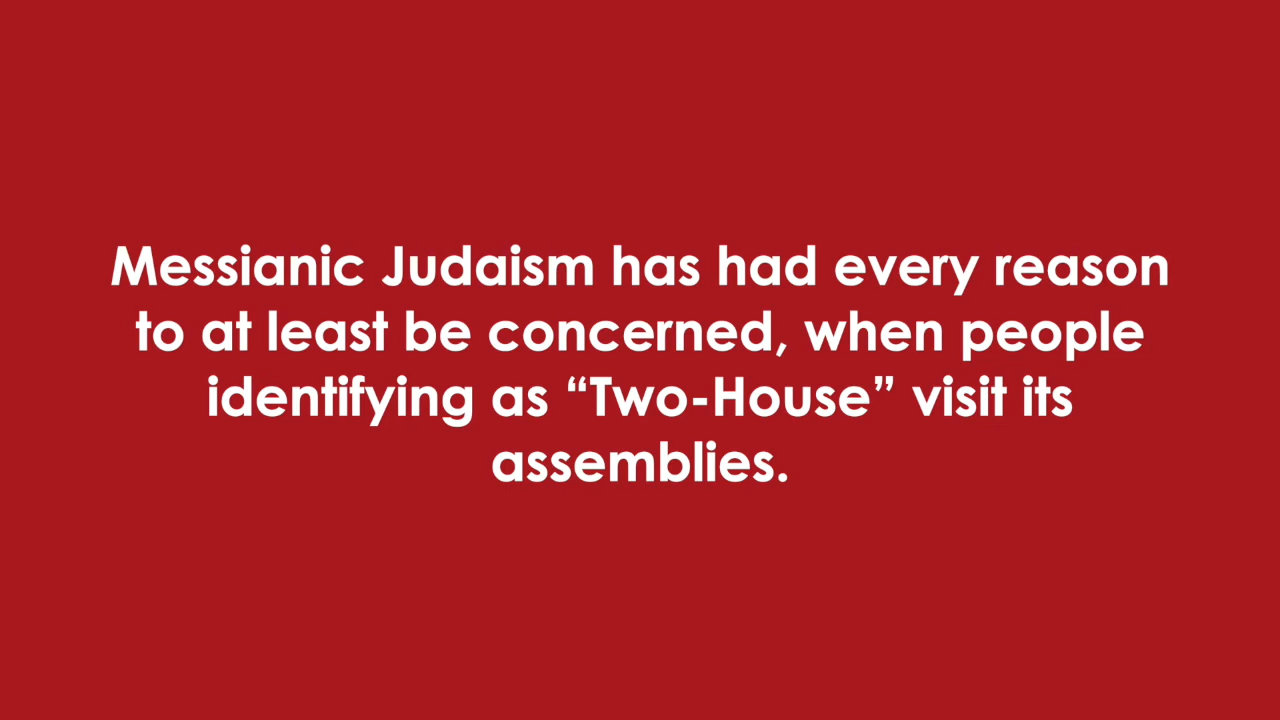 Messianic Judaism has had every reason
to at least be concerned, when people
identifying as “Two-House” visit its
assemblies.